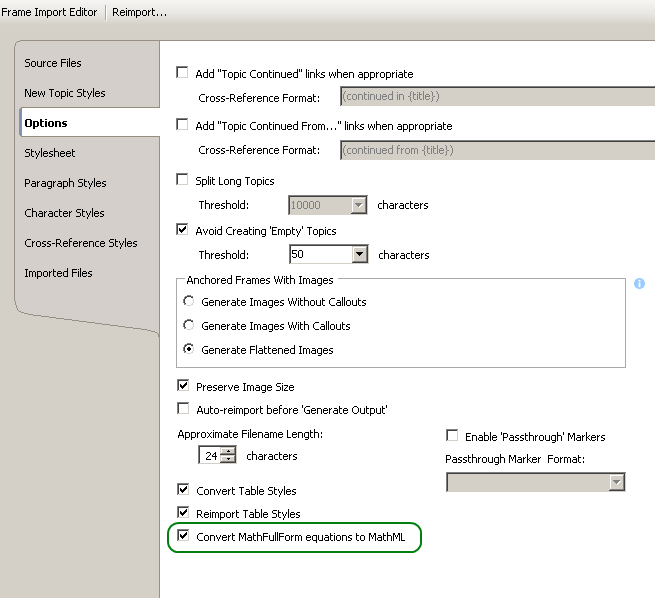 Frame Import Editor Reimport...
Source Files
New Topic Styles
Options
Stylesheet
Paragraph Styles
Character Styles
Cross-Reference Styles
Imported Files
Add "Topic Continued" links when appropriate
Cross-Reference Format: (continued in {title})
Add "Topic Continued From..." links when appropriate
Cross-Reference Format: (continued from {title})
Split Long Topics
Threshold: 10000 characters
Avoid Creating 'Empty' Topics
Threshold: 50 characters
Anchored Frames With Images
Generate Images Without Callouts
Generate Images With Callouts
Generate Flattened Images
Preserve Image Size
Auto-reimport before 'Generate Output'
Approximate Filename Length:
24 characters
Enable 'Passthrough' Markers
Passthrough Marker Format:
Convert Table Styles
Reimport Table Styles
Convert MathFullForm equations to MathML